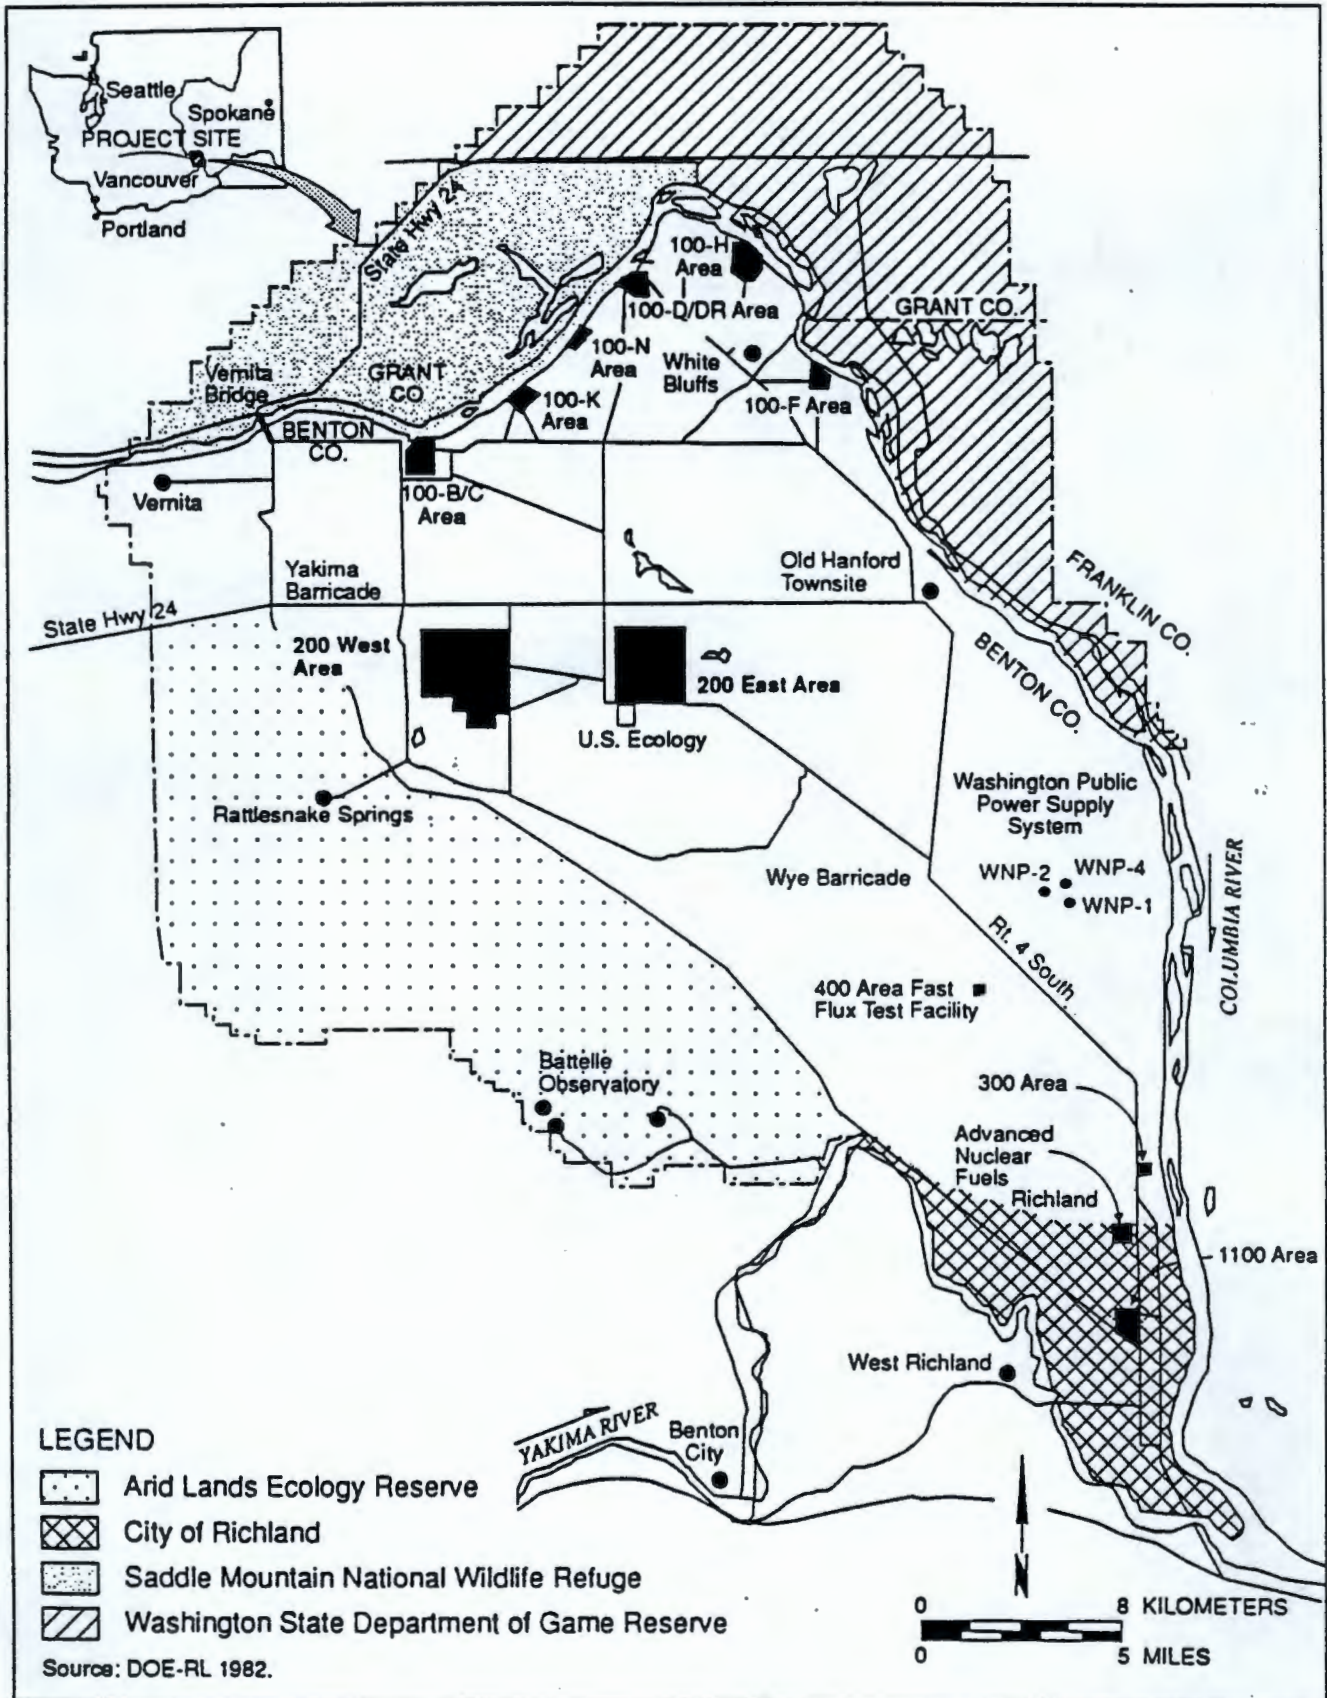 Seattle
Spokane
PROJECT SITE
Vancouver
Portland
State Hwy 24
100-H
Area
100-D/DR Area
GRANT CO.
100-N
Area
White
Bluffs
Vernita
Bridge
GRANT
CO
100-K
Area
100-F Area
BENTON
CO.
Vernita
100-B/C
Area
Yakima
Barricade
Old Hanford
Townsite
FRANKLIN CO.
State Hwy 24
BENTON CO.
200 West
Area
200 East Area
U.S. Ecology
Rattlesnake Springs
Washington Public
Power Supply
System
WNP-2
WNP-4
WNP-1
Wye Barricade
COLUMBIA RIVER
Rt. 4 South
400 Area Fast
Flux Test Facility
Battelle
Observatory
300 Area
Advanced
Nuclear
Fuels
Richland
1100 Area
West Richland
YAKIMA RIVER
Benton
City
LEGEND
Arid Lands Ecology Reserve
City of Richland
Saddle Mountain National Wildlife Refuge
Washington State Department of Game Reserve
Source: DOE-RL 1982.
N
0 8 KILOMETERS
0 5 MILES